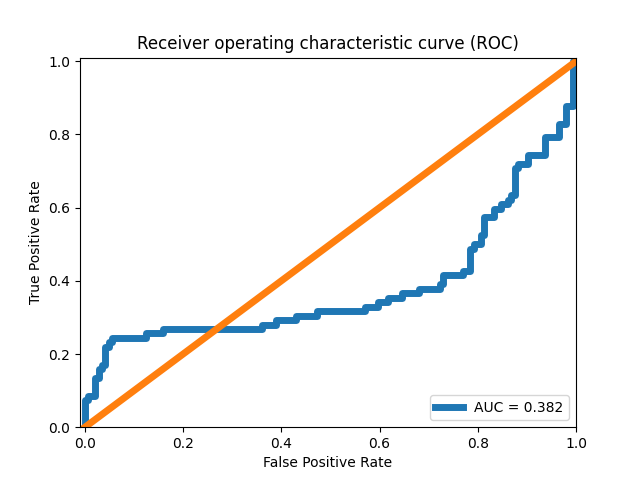 Receiver operating characteristic curve (ROC)
True Positive Rate
1.0
0.8
0.6
0.4
0.2
0.0
0.0 0.2 0.4 0.6 0.8 1.0
False Positive Rate
AUC = 0.382